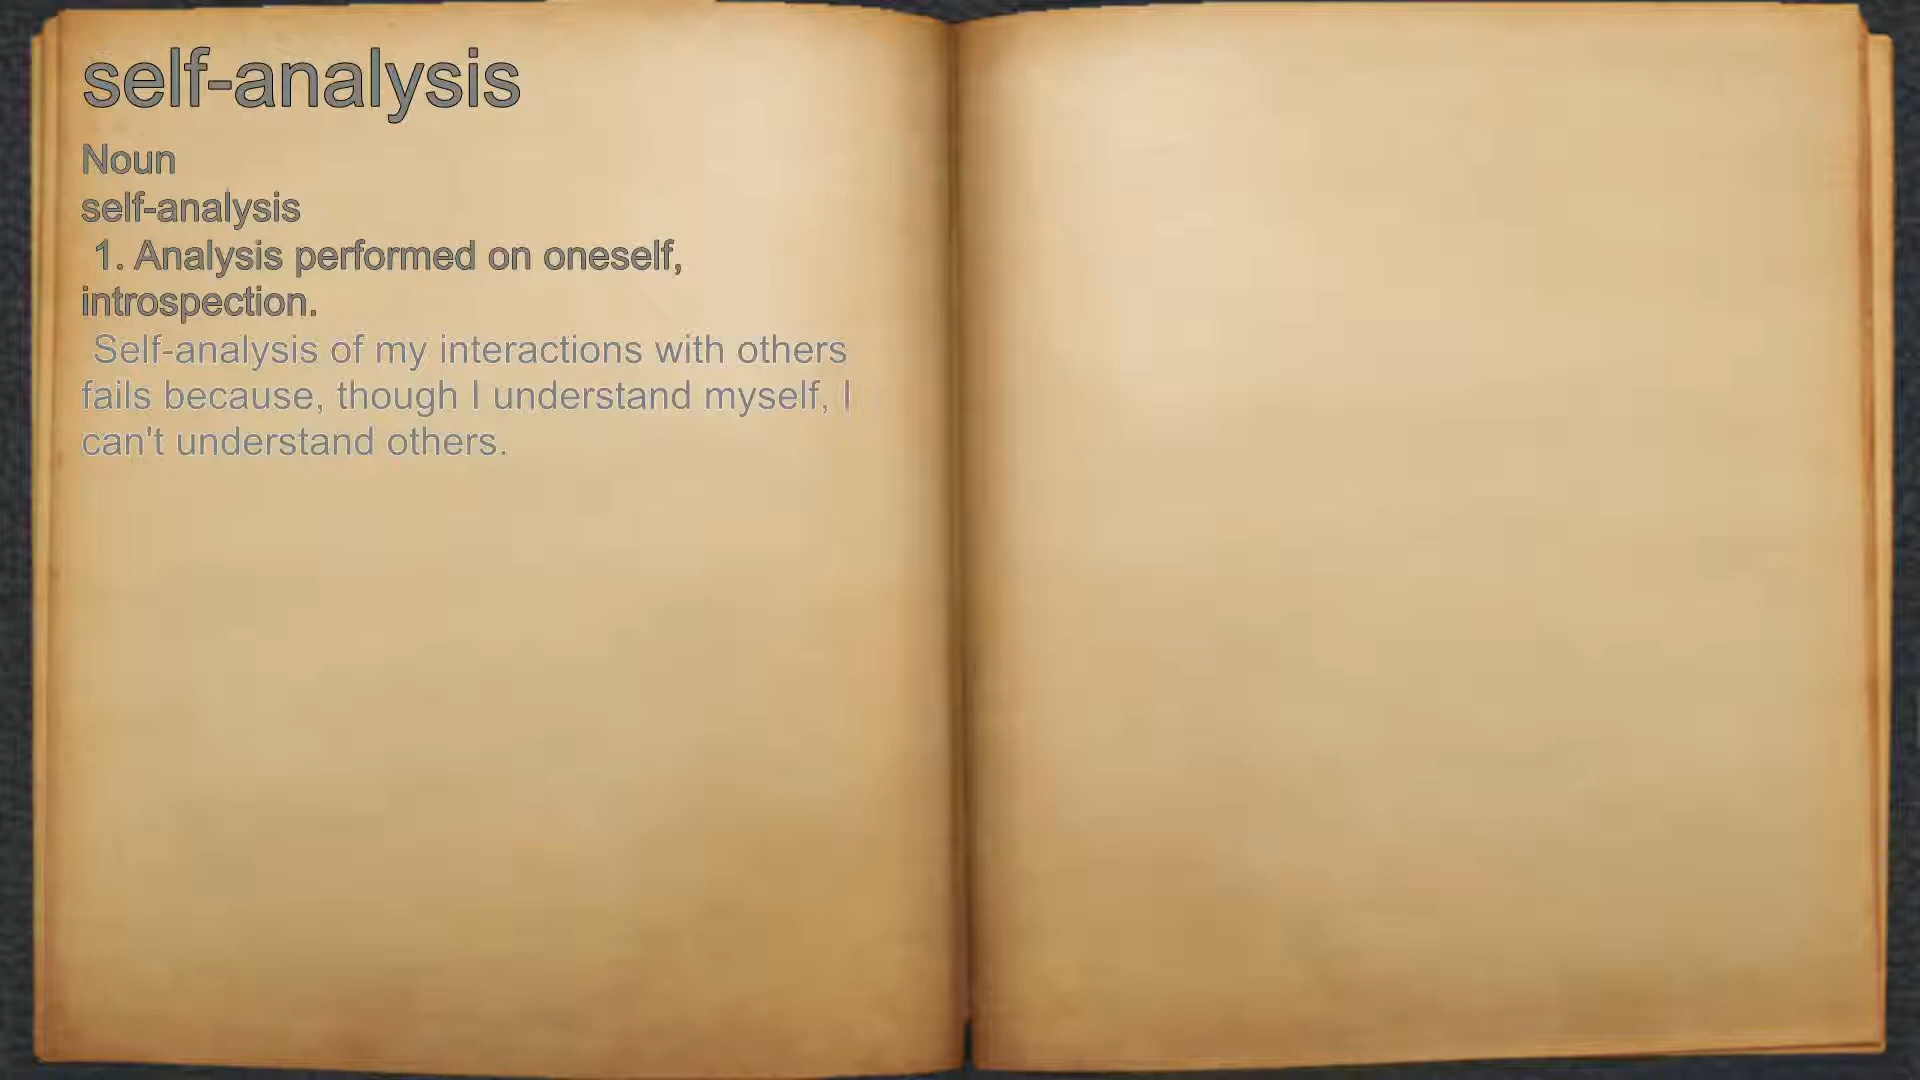 self-analysis
Noun
self-analysis
1. Analysis performed on oneself,
introspection.
Self-analysis of my interactions with others
fails because, though I understand myself, I
can't understand others.